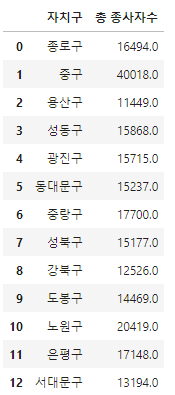 자치구 총 종사자수
0 종로구 16494.0
1 중구 40018.0
2 용산구 11449.0
3 성동구 15868.0
4 광진구 15715.0
5 동대문구 15237.0
6 중랑구 17700.0
7 성북구 15177.0
8 강북구 12526.0
9 도봉구 14469.0
10 노원구 20419.0
11 은평구 17148.0
12 서대문구 13194.0